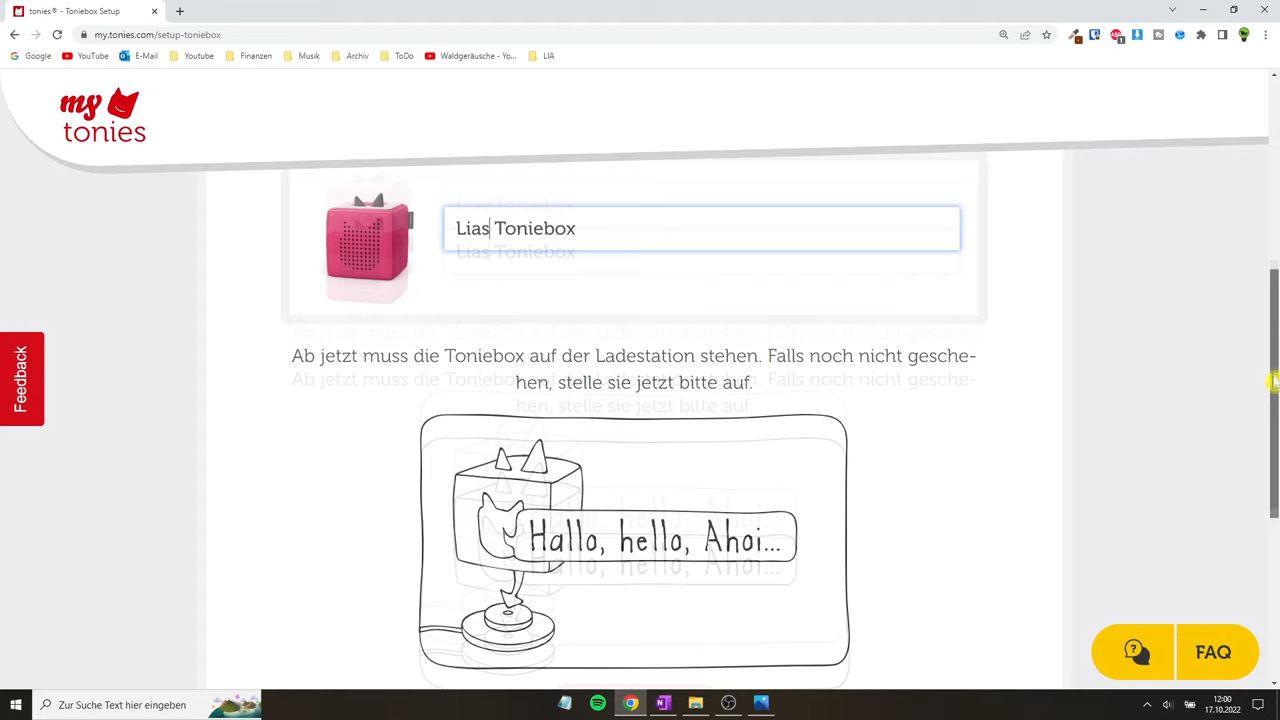 tonies® - Toniebox Setup
my.tonies.com/setup-toniebox
Google
YouTube
E-Mail
Youtube
Finanzen
Musik
Archiv
ToDo
Waldgeräusche - Yo...
LIA
my
tonies
Lias Toniebox
Ab jetzt muss die Toniebox auf der Ladestation stehen. Falls noch nicht gesche-
hen, stelle sie jetzt bitte auf.
Hallo, hello, Ahoi...
Feedback
FAQ
Zur Suche Text hier eingeben
12:00
17.10.2022